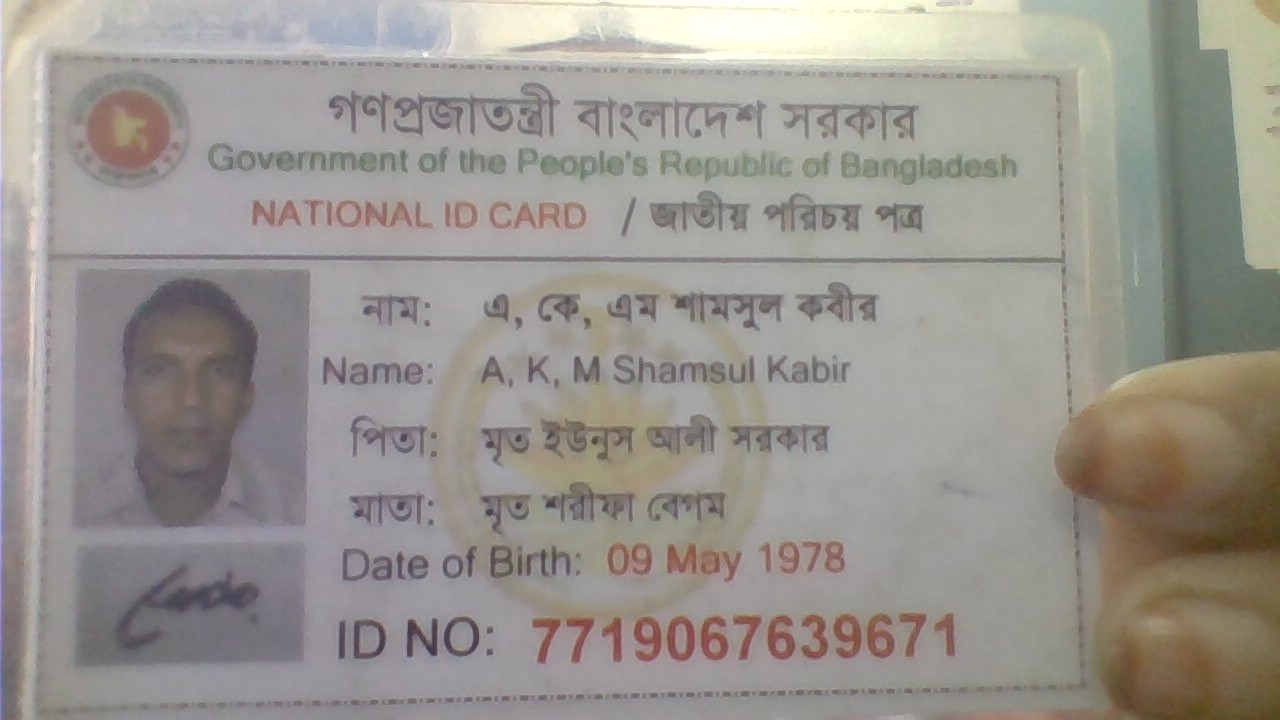 গণপ্রজাতন্ত্রী বাংলাদেশ সরকার
Government of the People's Republic of Bangladesh
NATIONAL ID CARD / জাতীয় পরিচয় পত্র
নাম: এ, কে, এম শামসুল কবীর
Name: A, K, M Shamsul Kabir
পিতা: মৃত ইউনুস আলী সরকার
মাতা: মৃত শরীফা বেগম
Date of Birth: 09 May 1978
ID NO: 7719067639671